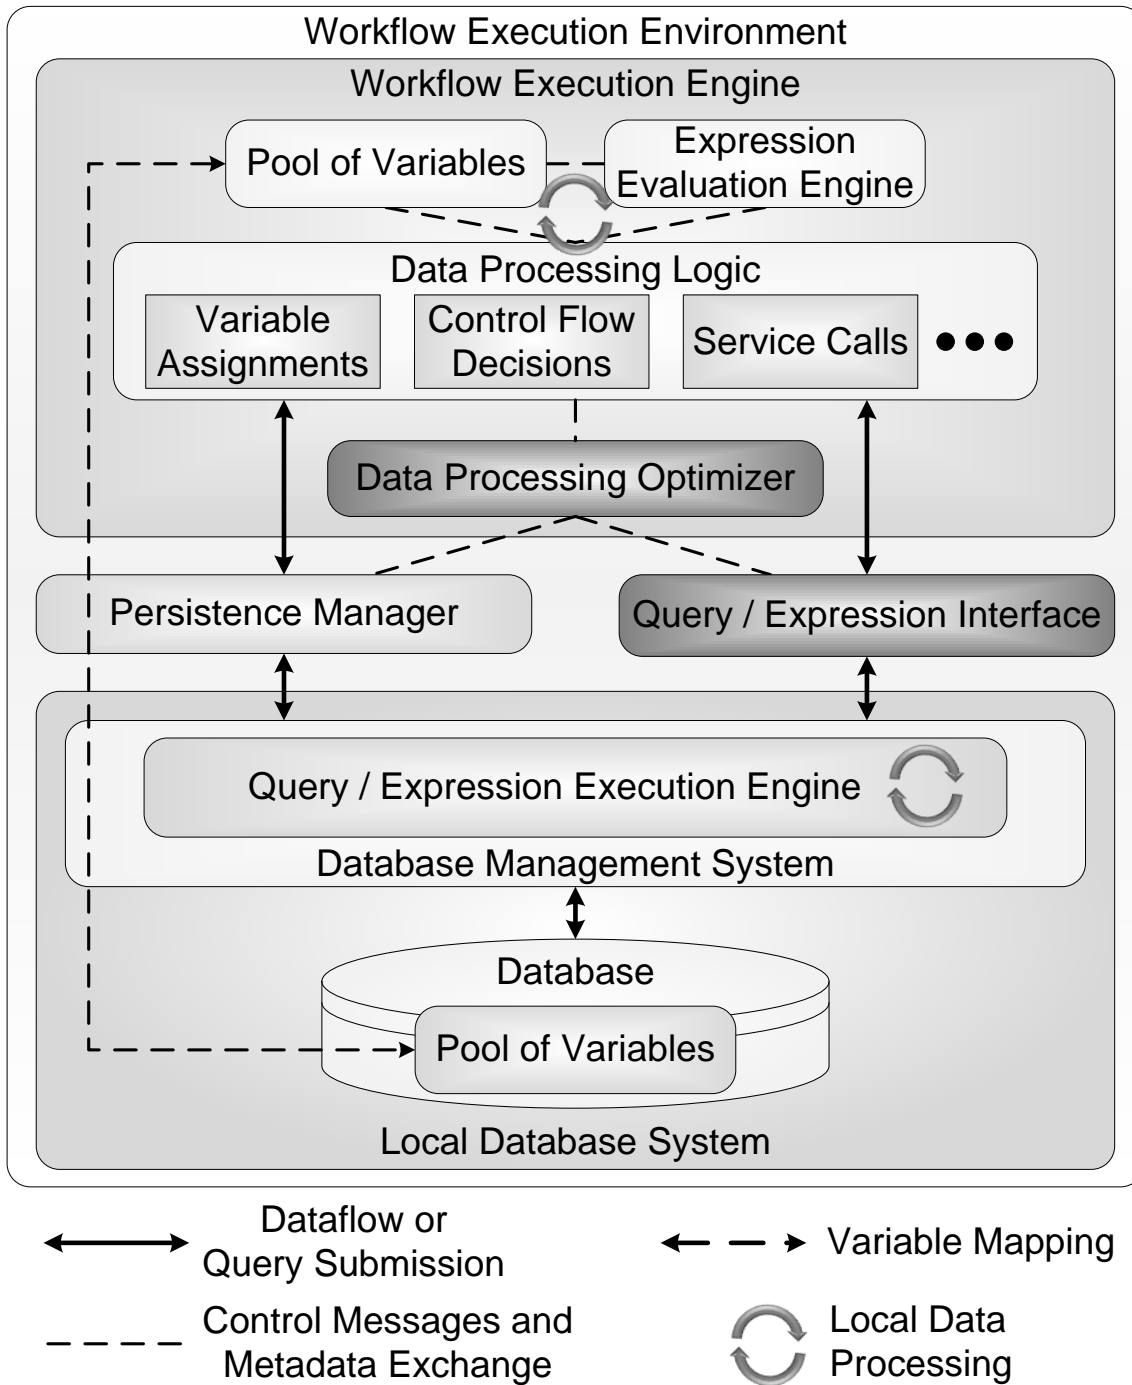 Workflow Execution Environment
Workflow Execution Engine
Pool of Variables
Expression
Evaluation Engine
Data Processing Logic
Variable
Assignments
Control Flow
Decisions
Service Calls
Data Processing Optimizer
Persistence Manager
Query / Expression Interface
Query / Expression Execution Engine
Database Management System
Database
Pool of Variables
Local Database System
Dataflow or
Query Submission
Variable Mapping
Control Messages and
Metadata Exchange
Local Data
Processing